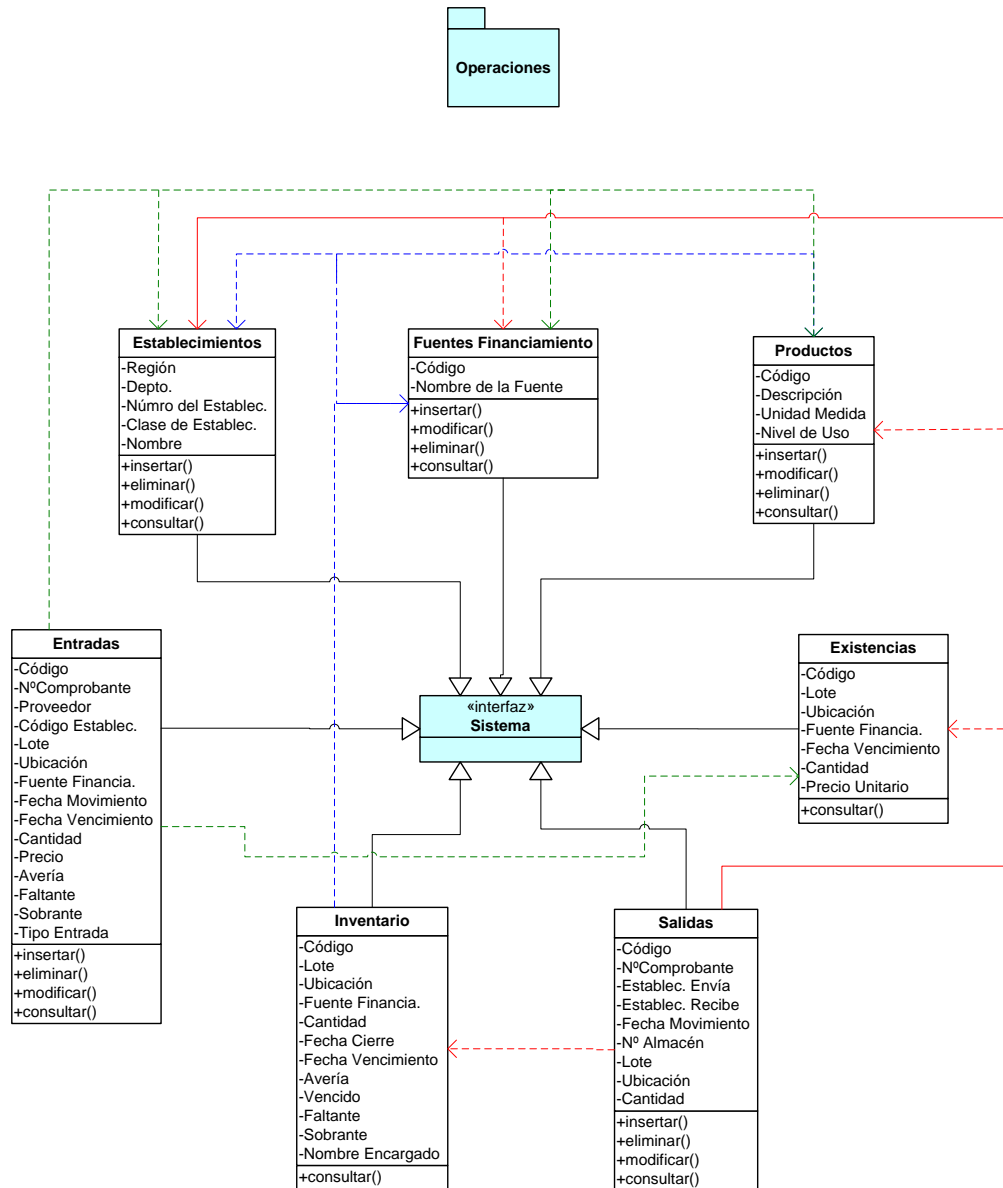 Operaciones
Establecimientos
-Región
-Depto.
-Númro del Establec.
-Clase de Establec.
-Nombre
+insertar()
+eliminar()
+modificar()
+consultar()
Fuentes Financiamiento
-Código
-Nombre de la Fuente
+insertar()
+modificar()
+eliminar()
+consultar()
Productos
-Código
-Descripción
-Unidad Medida
-Nivel de Uso
+insertar()
+modificar()
+eliminar()
+consultar()
Entradas
-Código
-NºComprobante
-Proveedor
-Código Establec.
-Lote
-Ubicación
-Fuente Financia.
-Fecha Movimiento
-Fecha Vencimiento
-Cantidad
-Precio
-Avería
-Faltante
-Sobrante
-Tipo Entrada
+insertar()
+eliminar()
+modificar()
+consultar()
«interfaz»
Sistema
Existencias
-Código
-Lote
-Ubicación
-Fuente Financia.
-Fecha Vencimiento
-Cantidad
-Precio Unitario
+consultar()
Inventario
-Código
-Lote
-Ubicación
-Fuente Financia.
-Cantidad
-Fecha Cierre
-Fecha Vencimiento
-Avería
-Vencido
-Faltante
-Sobrante
-Nombre Encargado
+consultar()
Salidas
-Código
-NºComprobante
-Establec. Envía
-Establec. Recibe
-Fecha Movimiento
-Nº Almacén
-Lote
-Ubicación
-Cantidad
+insertar()
+eliminar()
+modificar()
+consultar()